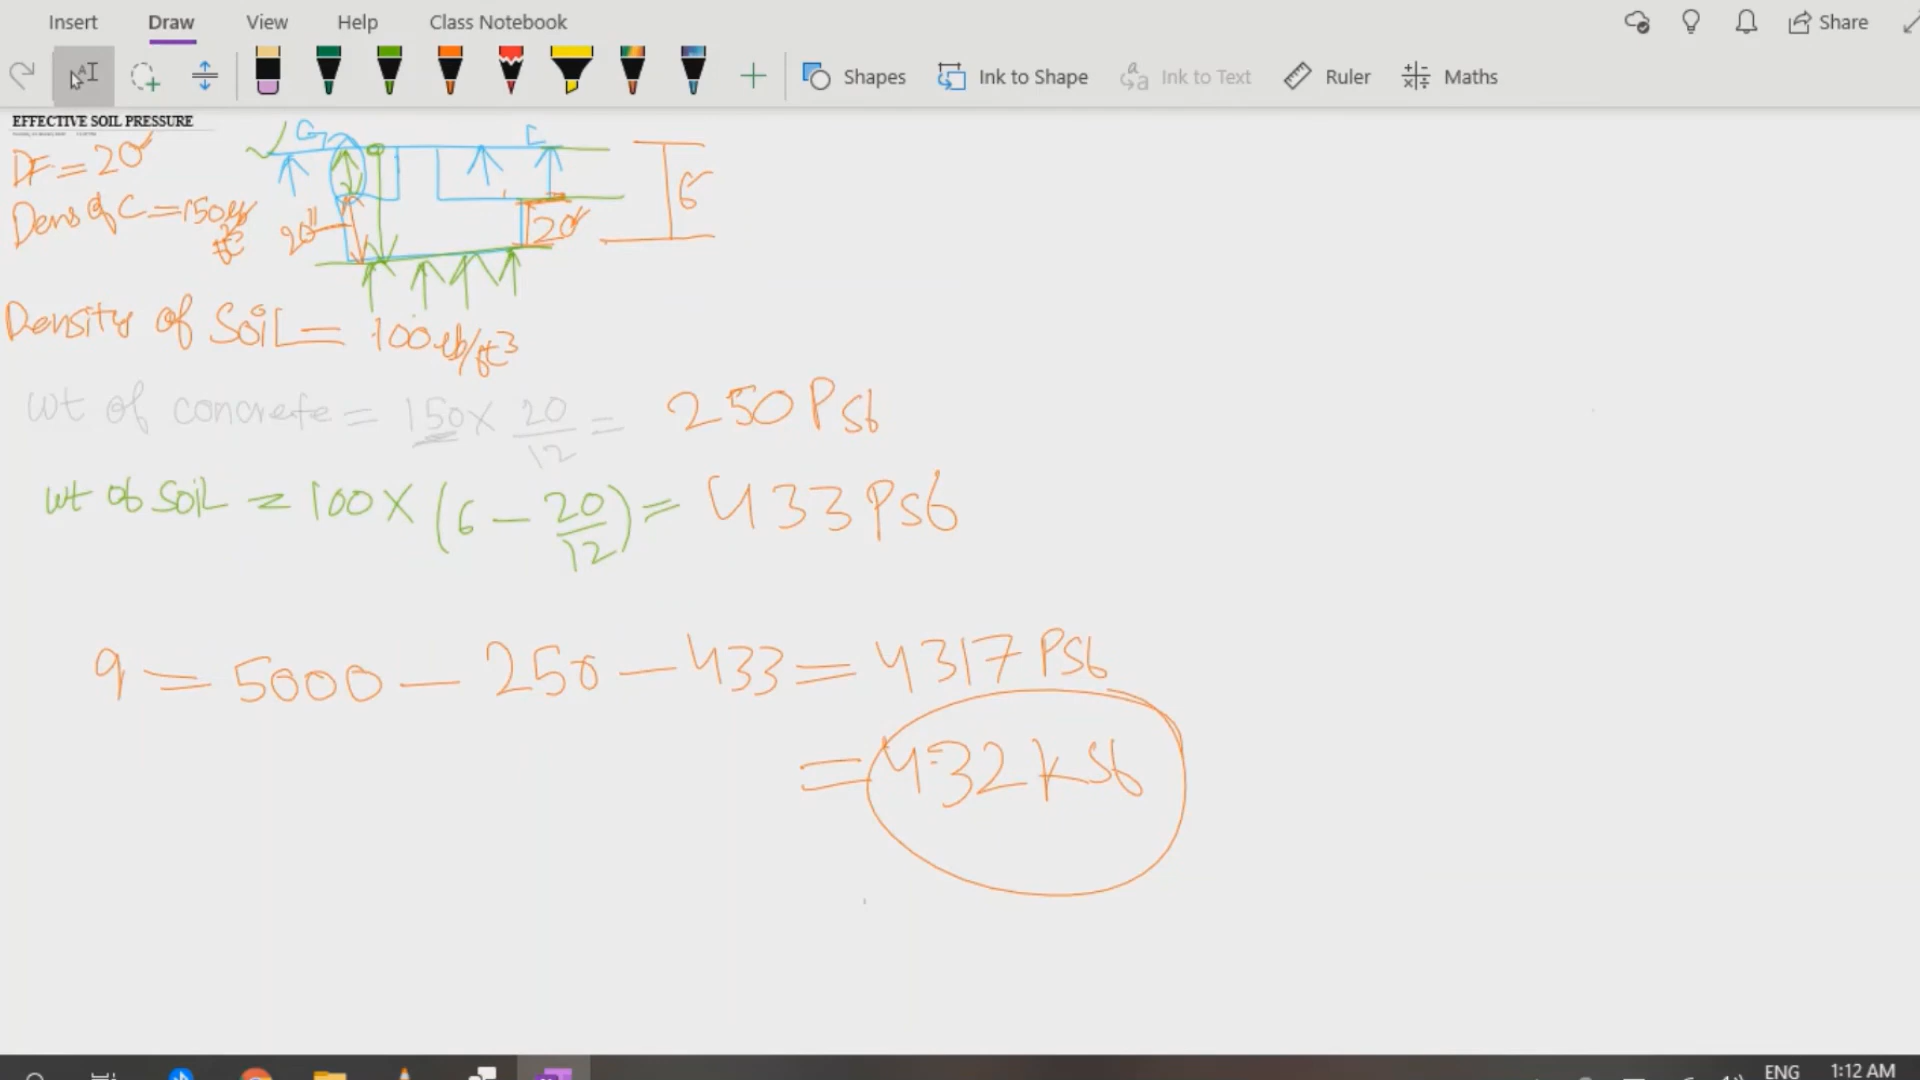 Insert Draw View Help Class Notebook Share
Shapes Ink to Shape Ink to Text Ruler Maths
EFFECTIVE SOIL PRESSURE
DF = 20"
Dens of C = 150 lb/ft³
G L
20" 20" 6'
Density of Soil = 100 lb/ft³
wt of concrete = 150 x 20/12 = 250 Psf
wt of Soil = 100 x (6 - 20/12) = 433 Psf
q = 5000 - 250 - 433 = 4317 Psf
= 4.32 ksf
ENG 1:12 AM